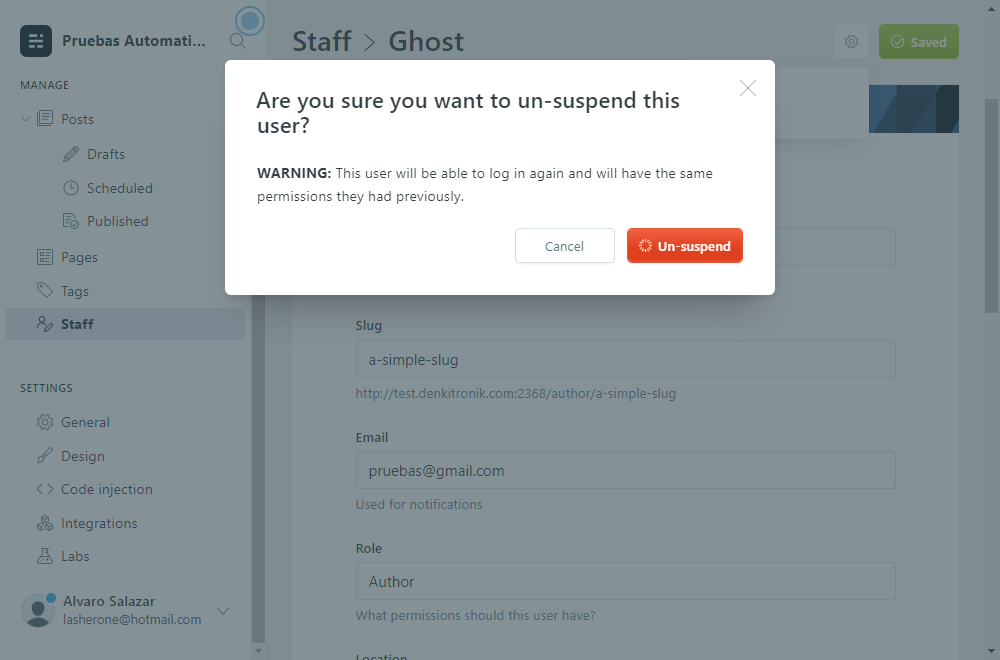 Pruebas Automati...
MANAGE
Posts
Drafts
Scheduled
Published
Pages
Tags
Staff
SETTINGS
General
Design
Code injection
Integrations
Labs
Alvaro Salazar
lasherone@hotmail.com
Staff > Ghost
Saved
Are you sure you want to un-suspend this
user?
WARNING: This user will be able to log in again and will have the same
permissions they had previously.
Cancel
Un-suspend
Slug
a-simple-slug
http://test.denkitronik.com:2368/author/a-simple-slug
Email
pruebas@gmail.com
Used for notifications
Role
Author
What permissions should this user have?
Location